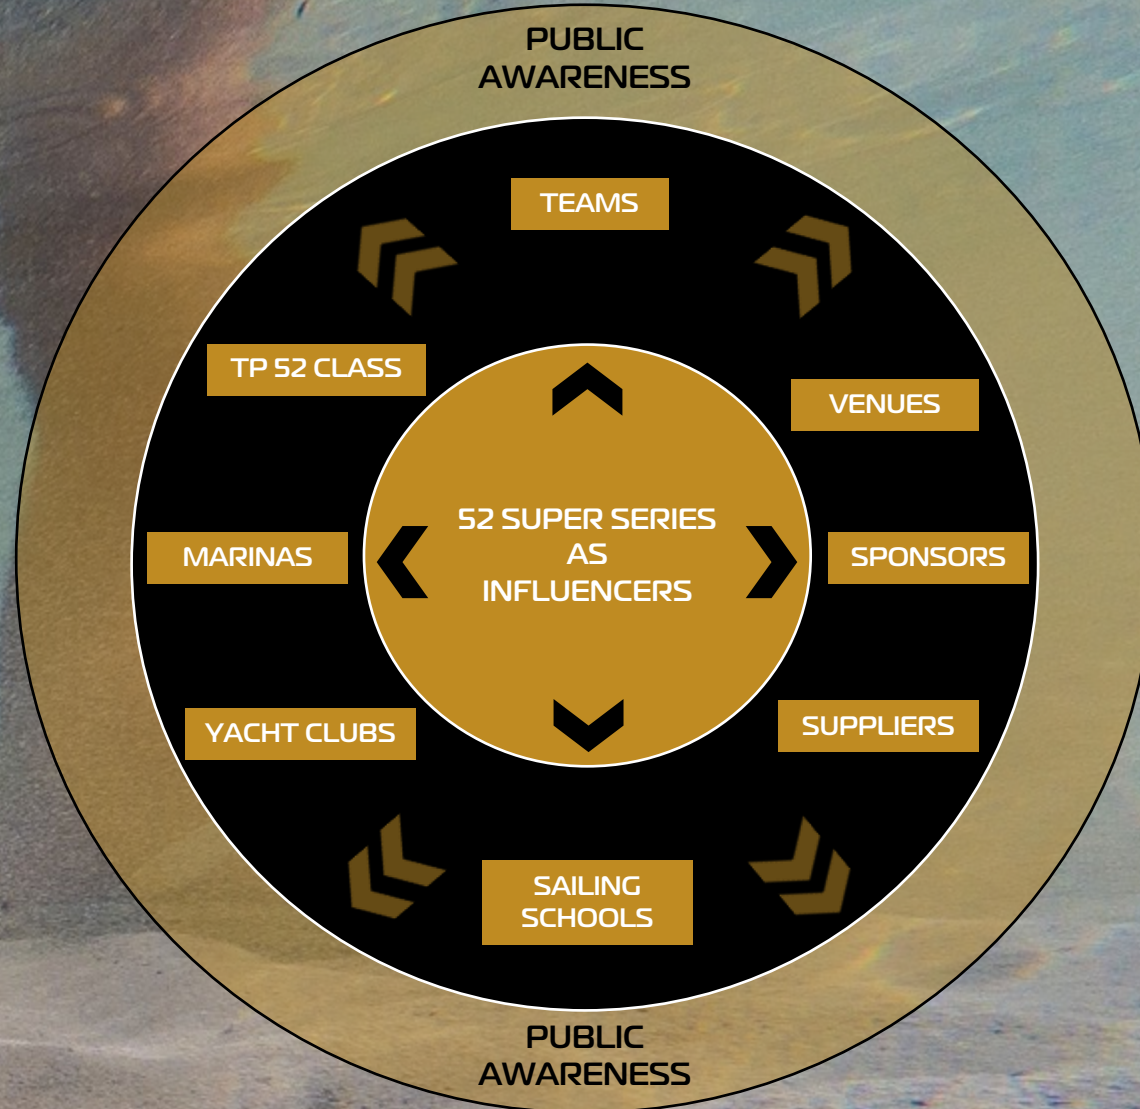 PUBLIC
AWARENESS
TEAMS
TP 52 CLASS
VENUES
52 SUPER SERIES
AS
INFLUENCERS
MARINAS
SPONSORS
YACHT CLUBS
SUPPLIERS
SAILING
SCHOOLS
PUBLIC
AWARENESS